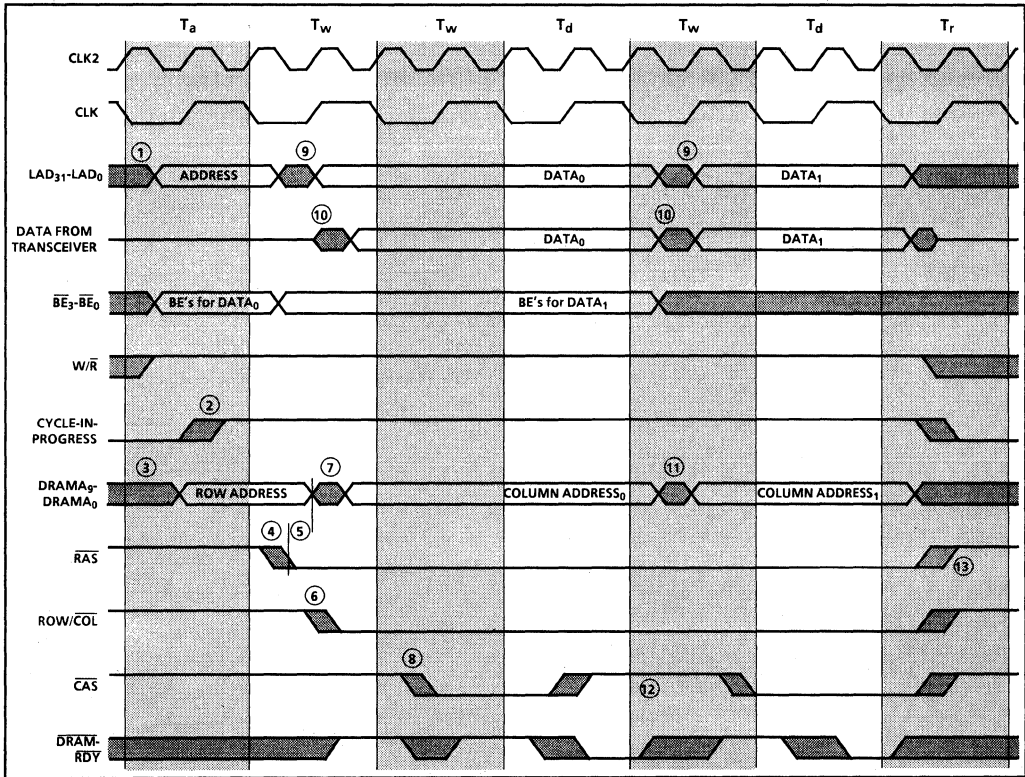 Ta Tw Tw Td Tw Td Tr
CLK2
CLK
1 9 9
LAD31-LAD0 ADDRESS DATA0 DATA1
10 10
DATA FROM
TRANSCEIVER DATA0 DATA1
BE3-BE0 BE's for DATA0 BE's for DATA1
W/R
2
CYCLE-IN-
PROGRESS
3 7 11
DRAMA9-
DRAMA0 ROW ADDRESS COLUMN ADDRESS0 COLUMN ADDRESS1
4 5
RAS 13
6
ROW/COL
8
CAS 12
DRAM-
RDY